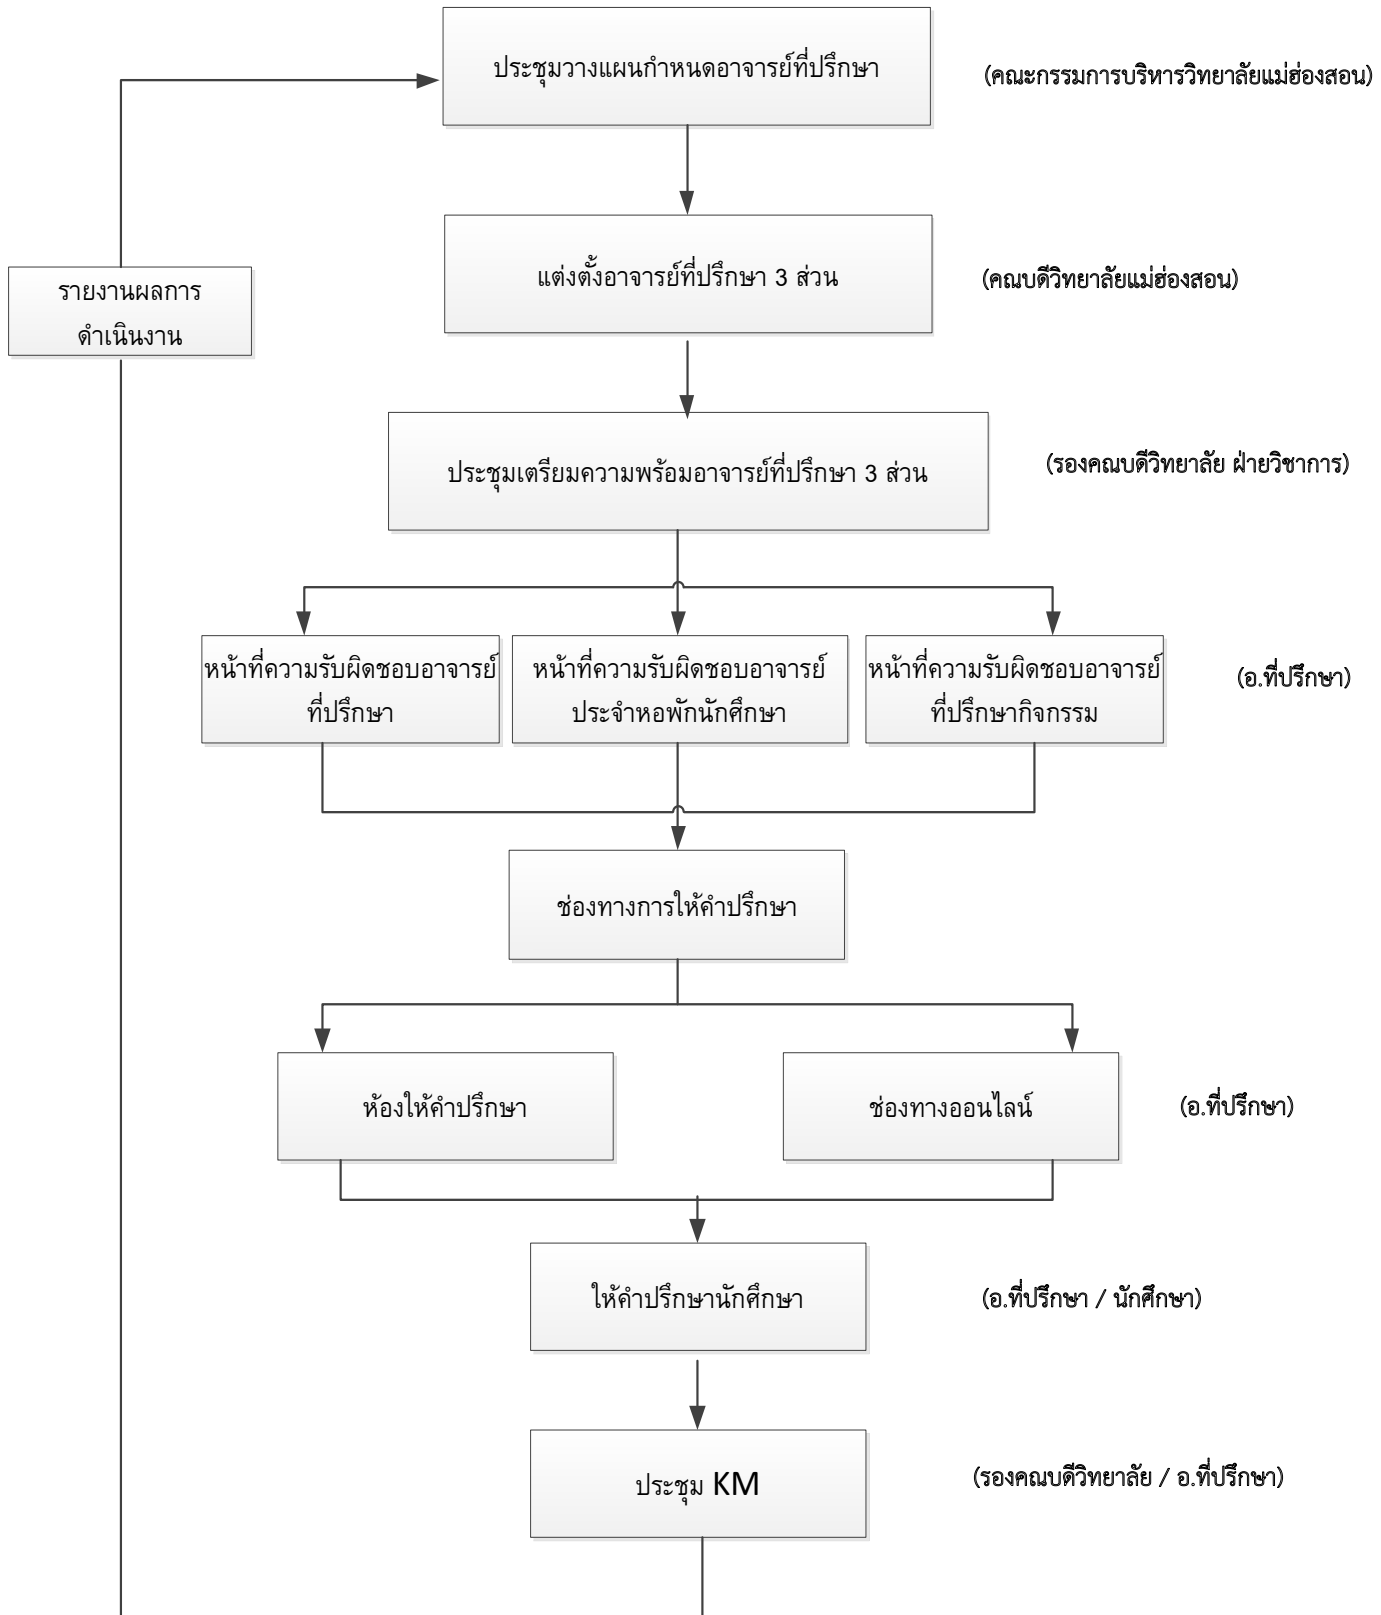 ประชุมวางแผนกำหนดอาจารย์ที่ปรึกษา
(คณะกรรมการบริหารวิทยาลัยแม่ฮ่องสอน)
แต่งตั้งอาจารย์ที่ปรึกษา 3 ส่วน
(คณบดีวิทยาลัยแม่ฮ่องสอน)
รายงานผลการ
ดำเนินงาน
ประชุมเตรียมความพร้อมอาจารย์ที่ปรึกษา 3 ส่วน
(รองคณบดีวิทยาลัย ฝ่ายวิชาการ)
หน้าที่ความรับผิดชอบอาจารย์
ที่ปรึกษา
หน้าที่ความรับผิดชอบอาจารย์
ประจำหอพักนักศึกษา
หน้าที่ความรับผิดชอบอาจารย์
ที่ปรึกษากิจกรรม
(อ.ที่ปรึกษา)
ช่องทางการให้คำปรึกษา
ห้องให้คำปรึกษา
ช่องทางออนไลน์
(อ.ที่ปรึกษา)
ให้คำปรึกษานักศึกษา
(อ.ที่ปรึกษา / นักศึกษา)
ประชุม KM
(รองคณบดีวิทยาลัย / อ.ที่ปรึกษา)